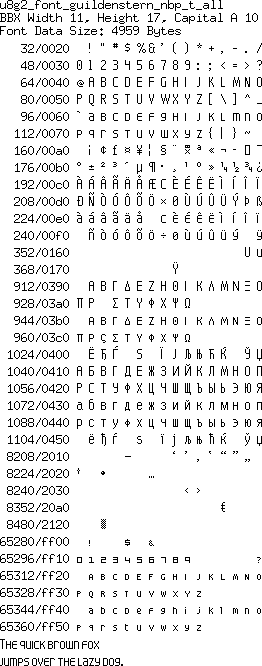 u8g2_font_guildenstern_nbp_t_all
BBX Width 11, Height 17, Capital A 10
Font Data Size: 4959 Bytes
32/0020 ! " # $ % & ' ( ) * + , - . /
48/0030 0 1 2 3 4 5 6 7 8 9 : ; < = > ?
64/0040 @ A B C D E F G H I J K L M N O
80/0050 P Q R S T U V W X Y Z [ \ ] ^ _
96/0060 ` a b c d e f g h i j k l m n o
112/0070 p q r s t u v w x y z { | } ~
160/00a0 ¡ ¢ £ ¤ ¥ ¦ § ¨ © ª « ¬ - ® ¯
176/00b0 ° ± ² ³ ´ µ ¶ · ¸ ¹ º » ¼ ½ ¾ ¿
192/00c0 À Á Â Ã Ä Å Æ Ç È É Ê Ë Ì Í Î Ï
208/00d0 Ð Ñ Ò Ó Ô Õ Ö × Ø Ù Ú Û Ü Ý Þ ß
224/00e0 à á â ã ä å ç è é ê ë ì í î ï
240/00f0 ñ ò ó ô õ ö ÷ ø ù ú û ü ý ÿ
352/0160 U u
368/0170 Ÿ
912/0390 Α Β Γ Δ Ε Ζ Η Θ Ι Κ Λ Μ Ν Ξ Ο
928/03a0 Π Ρ Σ Τ Υ Φ Χ Ψ Ω
944/03b0 Α Β Γ Δ Ε Ζ Η Θ Ι Κ Λ Μ Ν Ξ Ο
960/03c0 Π Ρ Σ Σ Τ Υ Φ Χ Ψ Ω
1024/0400 Ё Ђ Ѓ Ѕ Ї Ј Љ Њ Ћ Ќ Ў Џ
1040/0410 А Б В Г Д Е Ж З И Й К Л М Н О П
1056/0420 Р С Т У Ф Х Ц Ч Ш Щ Ъ Ы Ь Э Ю Я
1072/0430 а б в г д е ж з и й к л м н о п
1088/0440 р с т у ф х ц ч ш щ ъ ы ь э ю я
1104/0450 ё ђ ѓ ѕ ї ј љ њ ћ ќ ў џ
8208/2010 – ‘ ’ ‚ “ ” „
8224/2020 † • …
8240/2030 ‹ ›
8352/20a0 €
8480/2120
65280/ff00 ! $ &
65296/ff10 0 1 2 3 4 5 6 7 8 9 ?
65312/ff20 A B C D E F G H I J K L M N O
65328/ff30 P Q R S T U V W X Y Z
65344/ff40 a b c d e f g h i j k l m n o
65360/ff50 p q r s t u v w x y z
The quick brown fox
jumps over the lazy dog.